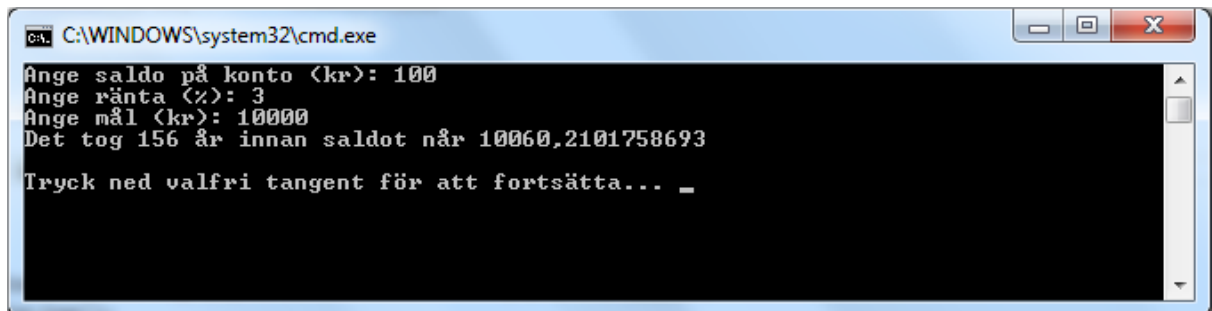 C:\WINDOWS\system32\cmd.exe
Ange saldo på konto (kr): 100
Ange ränta (%): 3
Ange mål (kr): 10000
Det tog 156 år innan saldot når 10060,2101758693
Tryck ned valfri tangent för att fortsätta... _